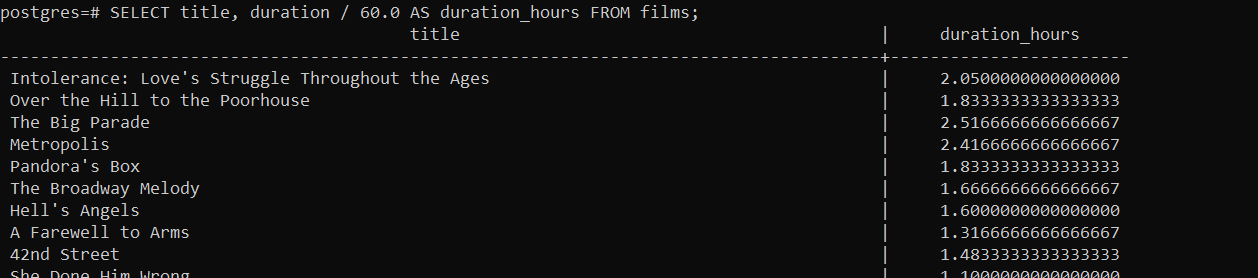 postgres=# SELECT title, duration / 60.0 AS duration_hours FROM films;
title | duration_hours
-----------------------------------------------------------------------------------------+------------------------
Intolerance: Love's Struggle Throughout the Ages | 2.0500000000000000
Over the Hill to the Poorhouse | 1.8333333333333333
The Big Parade | 2.5166666666666667
Metropolis | 2.4166666666666667
Pandora's Box | 1.8333333333333333
The Broadway Melody | 1.6666666666666667
Hell's Angels | 1.6000000000000000
A Farewell to Arms | 1.3166666666666667
42nd Street | 1.4833333333333333
She Done Him Wrong | 1.1000000000000000